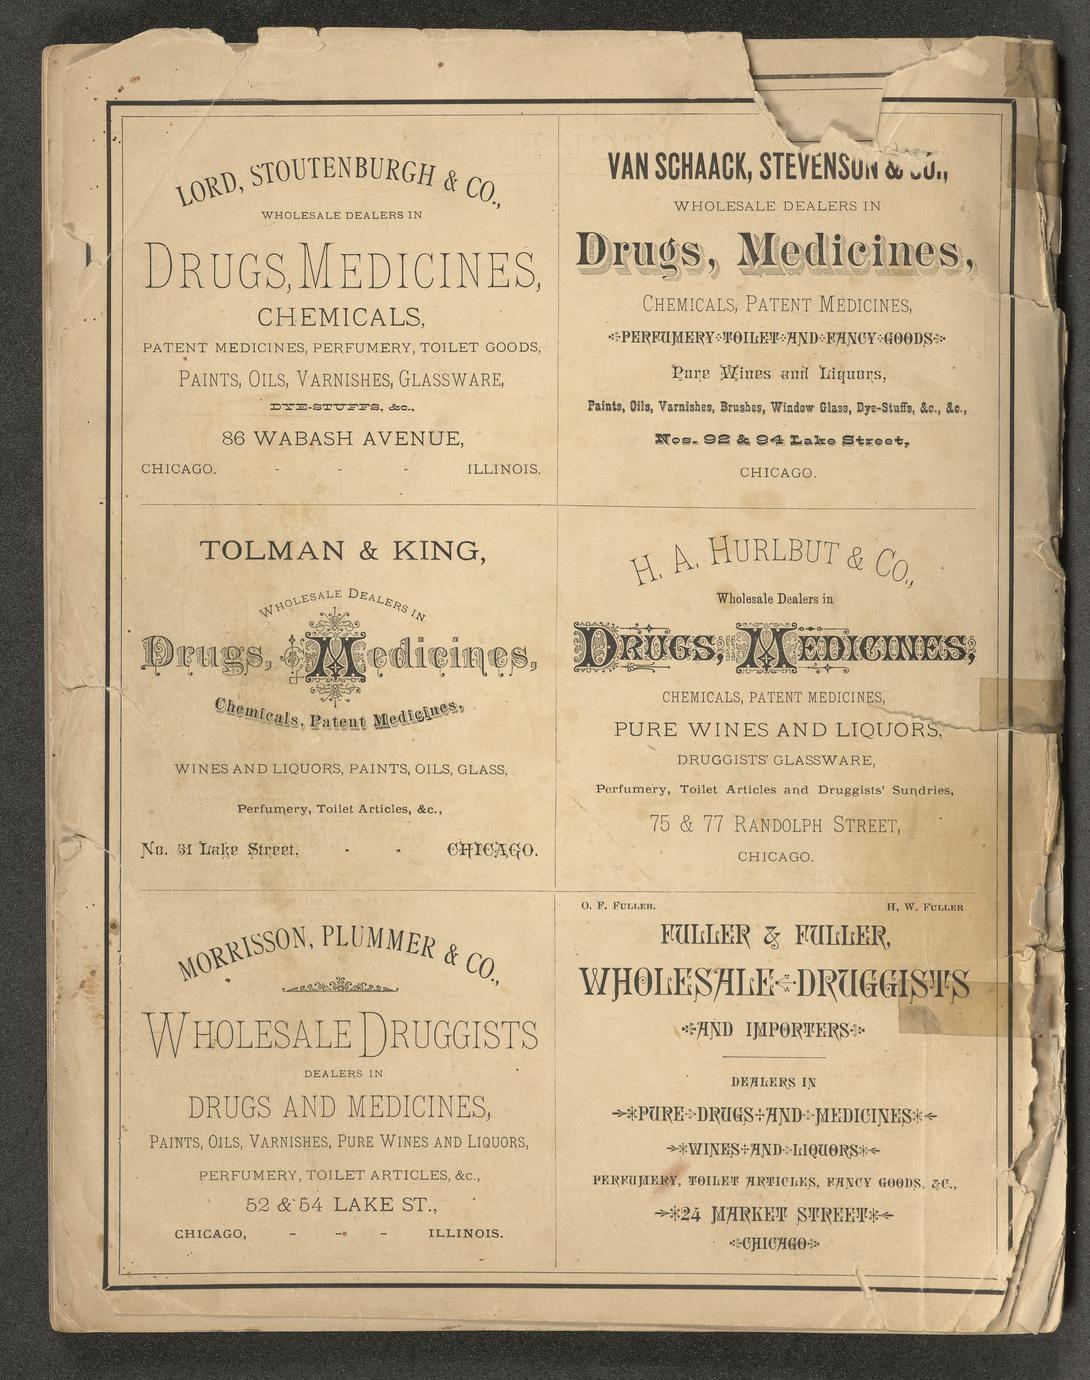 LORD, STOUTENBURGH & CO.,
WHOLESALE DEALERS IN
DRUGS, MEDICINES,
CHEMICALS,
PATENT MEDICINES, PERFUMERY, TOILET GOODS,
PAINTS, OILS, VARNISHES, GLASSWARE,
DYE-STUFFS, &c.,
86 WABASH AVENUE,
CHICAGO. - - - ILLINOIS.
VAN SCHAACK, STEVENSON & CO.,
WHOLESALE DEALERS IN
Drugs, Medicines,
CHEMICALS, PATENT MEDICINES,
PERFUMERY TOILET AND FANCY GOODS
Pure Wines and Liquors,
Paints, Oils, Varnishes, Brushes, Window Glass, Dye-Stuffs, &c., &c.,
Nos. 92 & 94 Lake Street,
CHICAGO.
TOLMAN & KING,
WHOLESALE DEALERS IN
Drugs, Medicines,
Chemicals, Patent Medicines,
WINES AND LIQUORS, PAINTS, OILS, GLASS,
Perfumery, Toilet Articles, &c.,
No. 51 Lake Street. - - CHICAGO.
H. A. HURLBUT & CO.,
Wholesale Dealers in
DRUGS, MEDICINES,
CHEMICALS, PATENT MEDICINES,
PURE WINES AND LIQUORS,
DRUGGISTS' GLASSWARE,
Perfumery, Toilet Articles and Druggists' Sundries,
75 & 77 RANDOLPH STREET,
CHICAGO.
MORRISSON, PLUMMER & CO.,
WHOLESALE DRUGGISTS
DEALERS IN
DRUGS AND MEDICINES,
PAINTS, OILS, VARNISHES, PURE WINES AND LIQUORS,
PERFUMERY, TOILET ARTICLES, &c.,
52 & 54 LAKE ST.,
CHICAGO, - - - ILLINOIS.
O. F. FULLER. H. W. FULLER
FULLER & FULLER,
WHOLESALE DRUGGISTS
AND IMPORTERS
DEALERS IN
PURE DRUGS AND MEDICINES
WINES AND LIQUORS
PERFUMERY, TOILET ARTICLES, FANCY GOODS, &C.,
24 MARKET STREET
CHICAGO